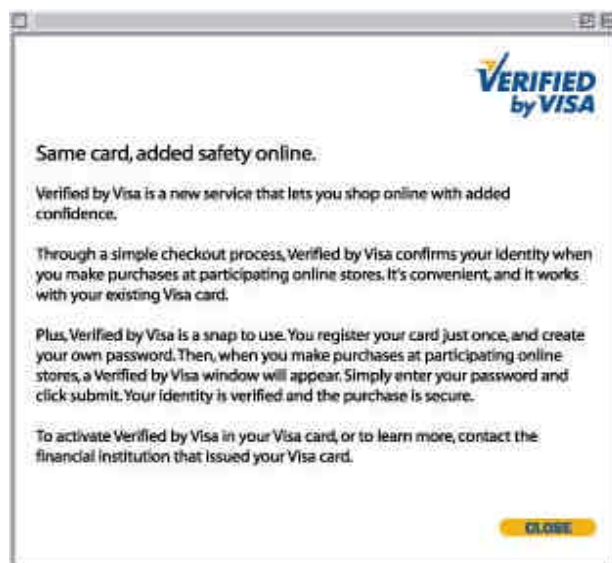 VERIFIED
by VISA
Same card, added safety online.
Verified by Visa is a new service that lets you shop online with added
confidence.
Through a simple checkout process, Verified by Visa confirms your identity when
you make purchases at participating online stores. It's convenient, and it works
with your existing Visa card.
Plus, Verified by Visa is a snap to use. You register your card just once, and create
your own password. Then, when you make purchases at participating online
stores, a Verified by Visa window will appear. Simply enter your password and
click submit. Your identity is verified and the purchase is secure.
To activate Verified by Visa in your Visa card, or to learn more, contact the
financial institution that issued your Visa card.
CLOSE